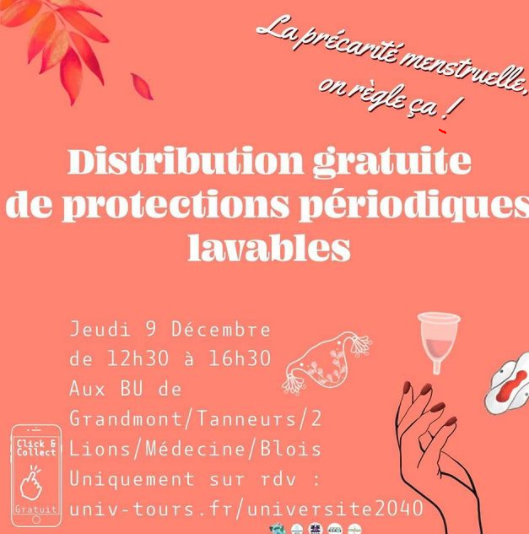 La précarité menstruelle,
on règle ça !
Distribution gratuite
de protections périodiques
lavables
Jeudi 9 Décembre
de 12h30 à 16h30
Aux BU de
Grandmont/Tanneurs/2
Lions/Médecine/Blois
Uniquement sur rdv :
univ-tours.fr/universite2040
Click &
Collect
Gratuit